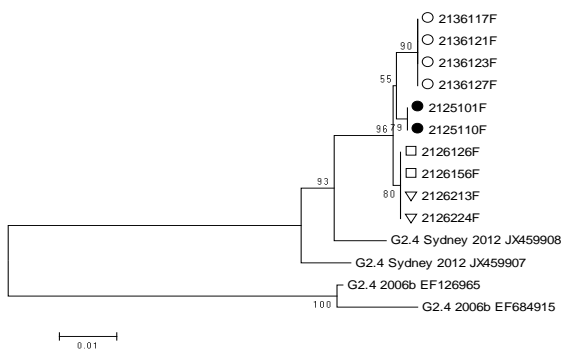 2136117F
90
2136121F
2136123F
55
2136127F
2125101F
96
79
2125110F
2126126F
93
2126156F
80
2126213F
2126224F
G2.4 Sydney 2012 JX459908
G2.4 Sydney 2012 JX459907
G2.4 2006b EF126965
100
G2.4 2006b EF684915
0.01